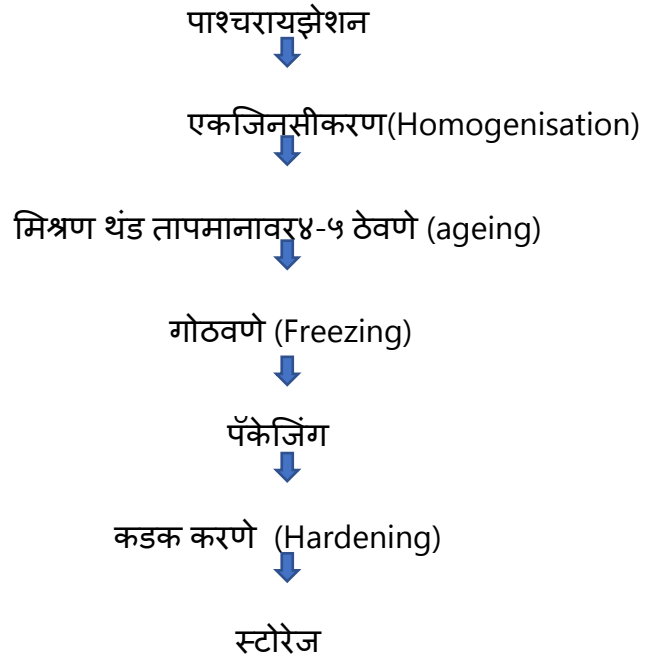 पाश्चरायझेशन
एकजिनसीकरण(Homogenisation)
मिश्रण थंड तापमानावर४-५ ठेवणे (ageing)
गोठवणे (Freezing)
पॅकेजिंग
कडक करणे (Hardening)
स्टोरेज